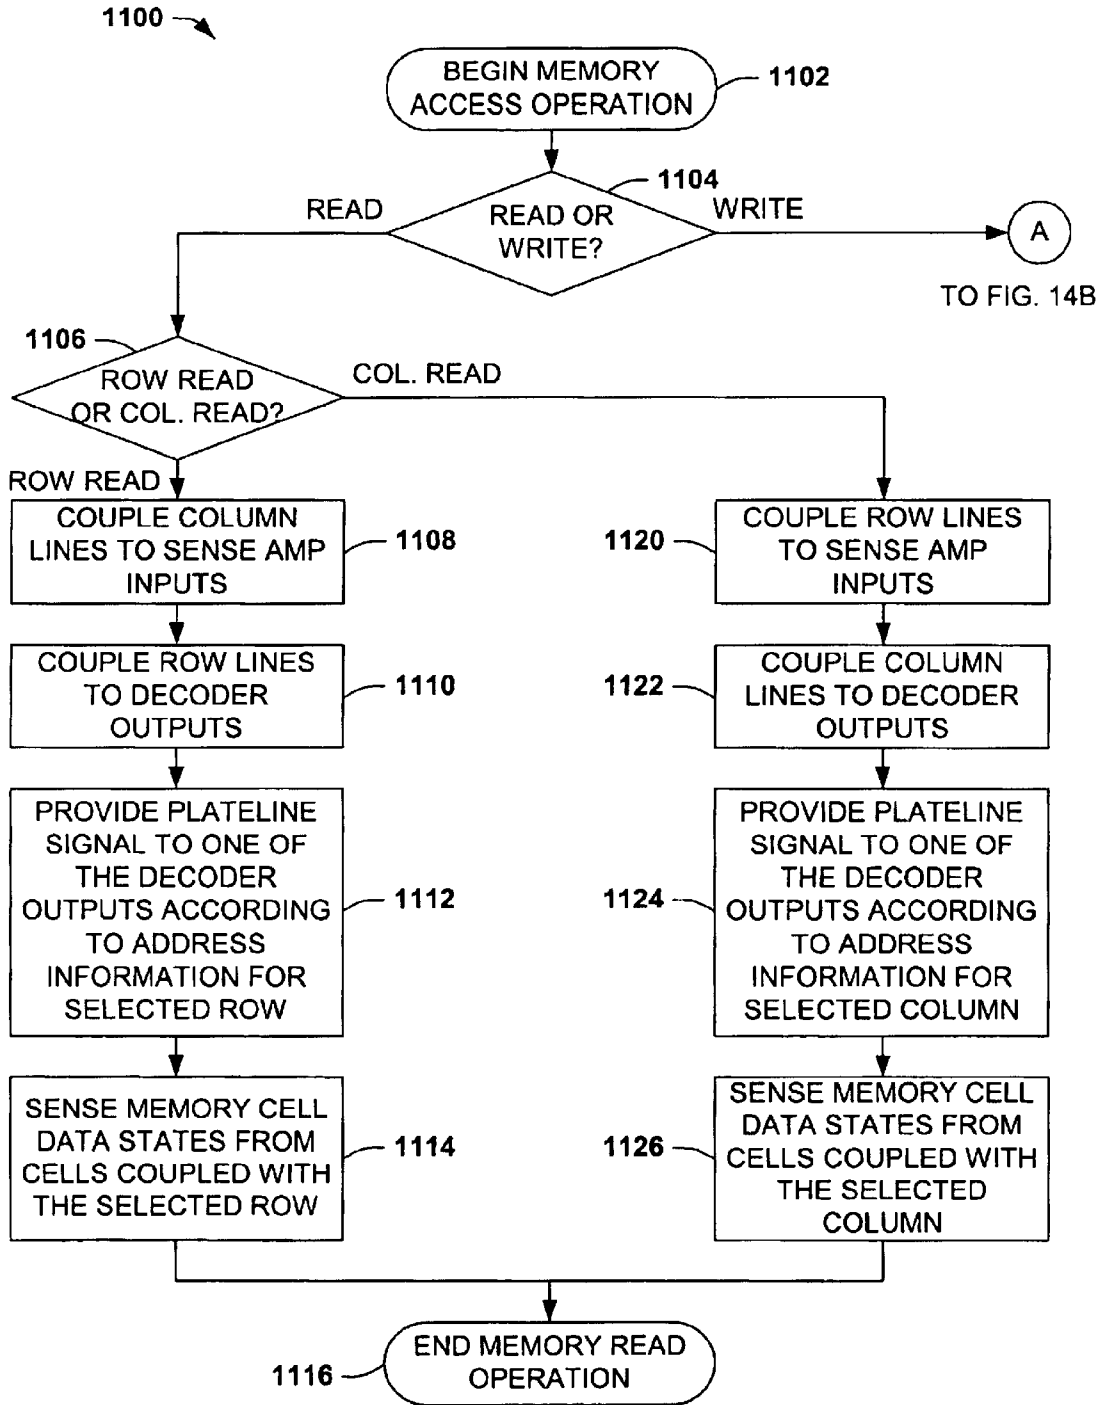 1100
BEGIN MEMORY
ACCESS OPERATION
1102
1104
READ
READ OR
WRITE?
WRITE
A
TO FIG. 14B
1106
ROW READ
OR COL. READ?
COL. READ
ROW READ
COUPLE COLUMN
LINES TO SENSE AMP
INPUTS
1108
1120
COUPLE ROW LINES
TO SENSE AMP
INPUTS
COUPLE ROW LINES
TO DECODER
OUTPUTS
1110
1122
COUPLE COLUMN
LINES TO DECODER
OUTPUTS
PROVIDE PLATELINE
SIGNAL TO ONE OF
THE DECODER
OUTPUTS ACCORDING
TO ADDRESS
INFORMATION FOR
SELECTED ROW
1112
1124
PROVIDE PLATELINE
SIGNAL TO ONE OF
THE DECODER
OUTPUTS ACCORDING
TO ADDRESS
INFORMATION FOR
SELECTED COLUMN
SENSE MEMORY CELL
DATA STATES FROM
CELLS COUPLED WITH
THE SELECTED ROW
1114
1126
SENSE MEMORY CELL
DATA STATES FROM
CELLS COUPLED WITH
THE SELECTED
COLUMN
END MEMORY READ
OPERATION
1116